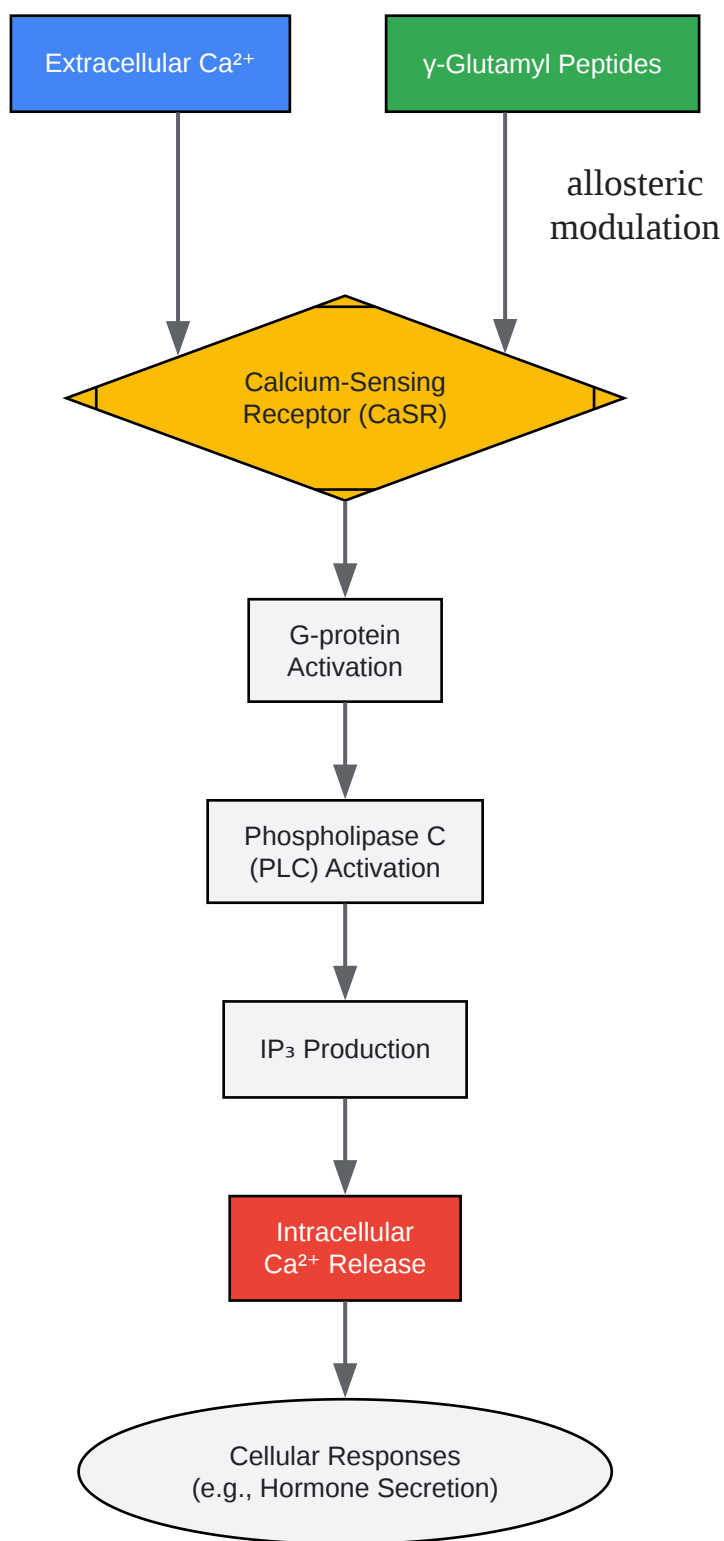 Extracellular Ca²⁺
γ-Glutamyl Peptides
allosteric
modulation
Calcium-Sensing
Receptor (CaSR)
G-protein
Activation
Phospholipase C
(PLC) Activation
IP₃ Production
Intracellular
Ca²⁺ Release
Cellular Responses
(e.g., Hormone Secretion)